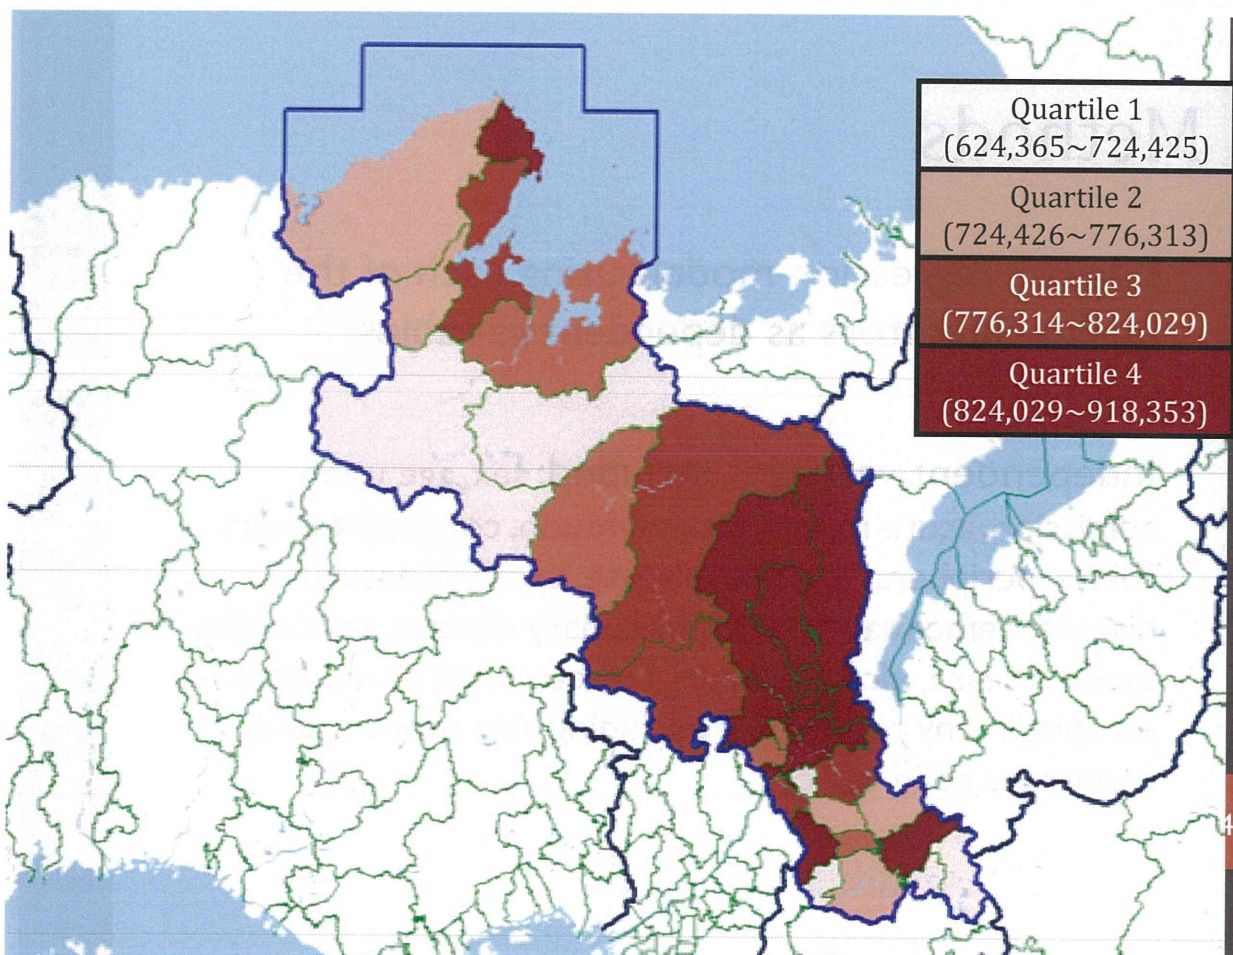 Quartile 1
(624,365~724,425)
Quartile 2
(724,426~776,313)
Quartile 3
(776,314~824,029)
Quartile 4
(824,029~918,353)
4